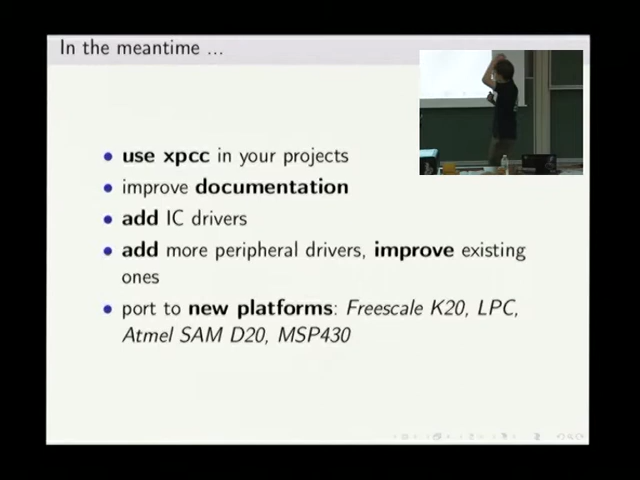 In the meantime ...
use xpcc in your projects
improve documentation
add IC drivers
add more peripheral drivers, improve existing
ones
port to new platforms: Freescale K20, LPC,
Atmel SAM D20, MSP430